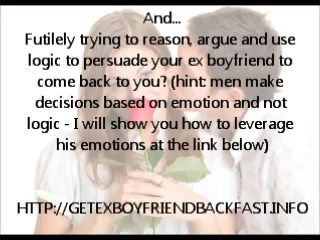 And...
Futilely trying to reason, argue and use
logic to persuade your ex boyfriend to
come back to you? (hint: men make
decisions based on emotion and not
logic - I will show you how to leverage
his emotions at the link below)
HTTP://GETEXBOYFRIENDBACKFAST.INFO